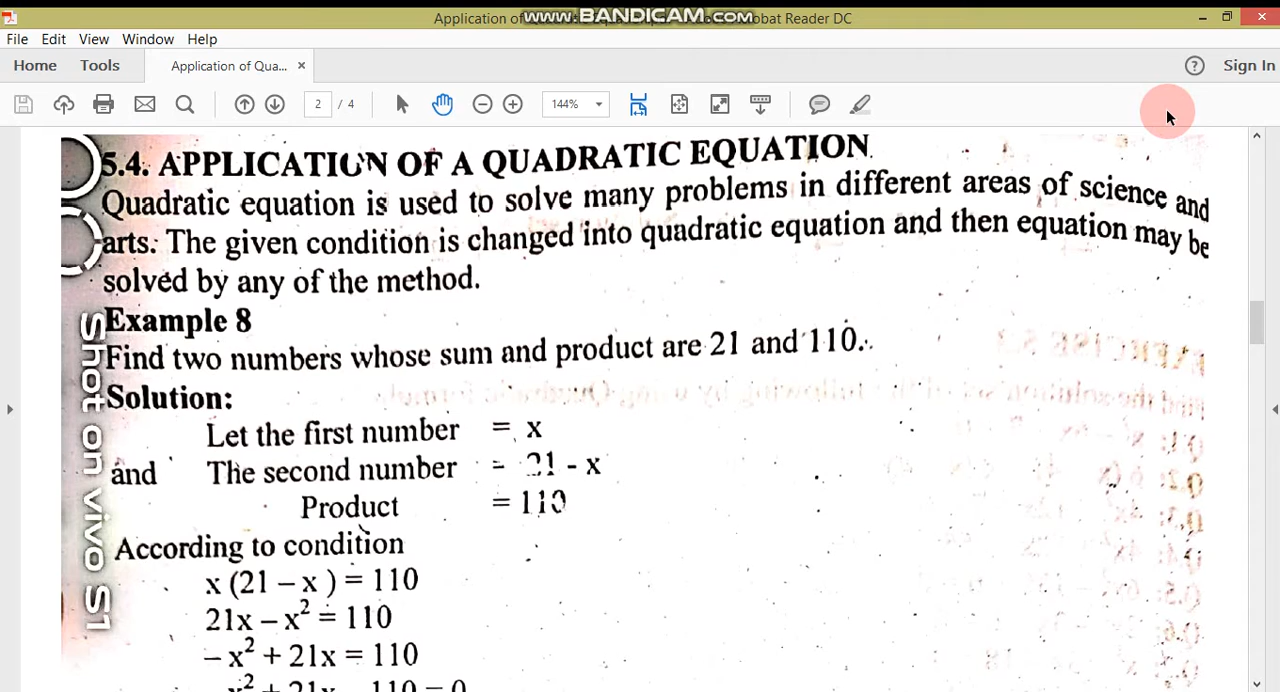 Application of
WWW.BANDICAM.COM
obat Reader DC
File Edit View Window Help
Home Tools Application of Qua... × ? Sign In
2 / 4 144%
5.4. APPLICATION OF A QUADRATIC EQUATION
Quadratic equation is used to solve many problems in different areas of science and
arts. The given condition is changed into quadratic equation and then equation may be
solved by any of the method.
Example 8
Find two numbers whose sum and product are 21 and 110.
Solution:
Let the first number = x
and The second number = 21 - x
Product = 110
According to condition
x (21 – x ) = 110
21x – x² = 110
– x² + 21x = 110
x² + 21x 110 = 0
Shot on vivo S1